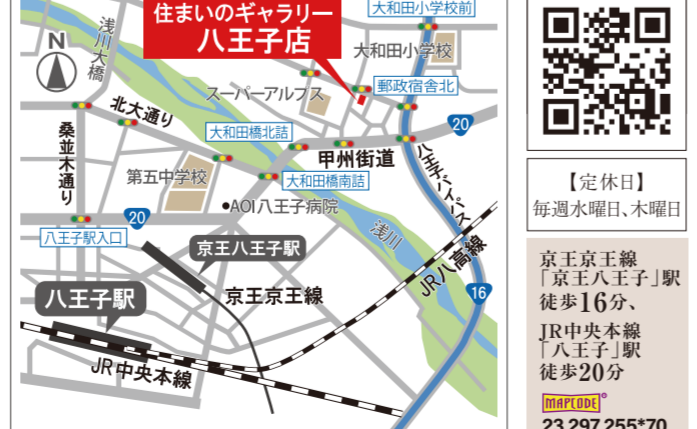 住まいのギャラリー
八王子店
大和田小学校前
浅川大橋
N
大和田小学校
スーパーアルプス
郵政宿舎北
北大通り
大和田橋北詰
20
甲州街道
桑並木通り
第五中学校
大和田橋南詰
八王子バイパス
●AOI八王子病院
20
八王子駅入口
浅川
京王八王子駅
JR八高線
京王京王線
16
八王子駅
JR中央本線
【定休日】
毎週水曜日、木曜日
京王京王線
「京王八王子」駅
徒歩16分、
JR中央本線
「八王子」駅
徒歩20分
MAPCODE®
23 297 255*70